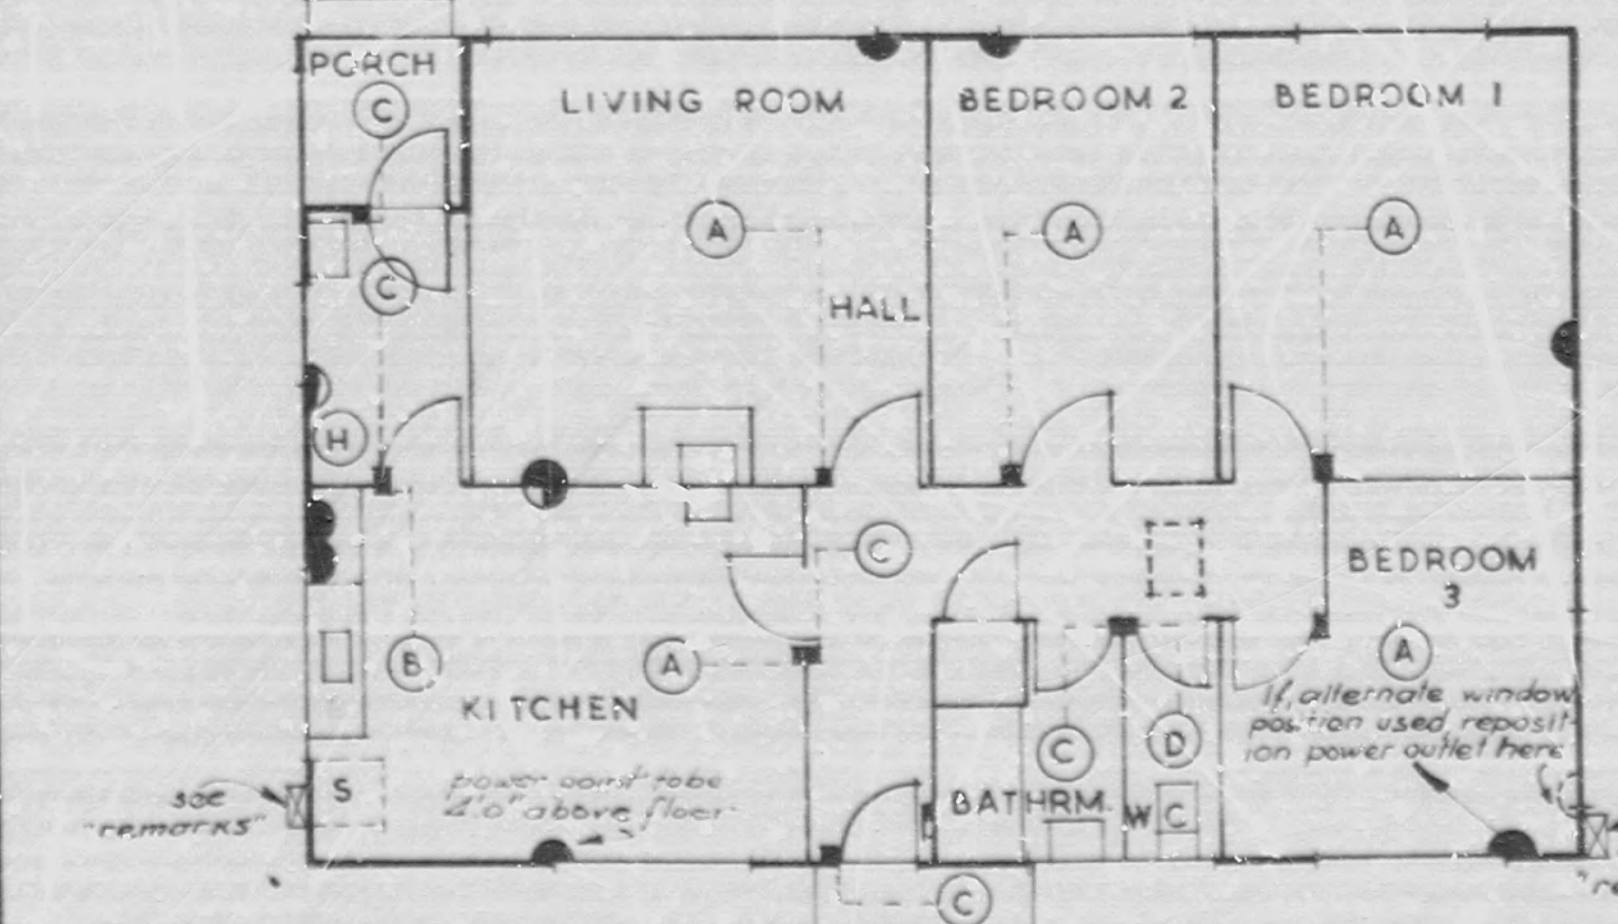 PORCH
C
LIVING ROOM
BEDROOM 2
BEDROOM 1
A
A
A
C
HALL
H
C
BEDROOM
3
B
A
KITCHEN
A
If, alternate window
position used, reposit-
ion power outlet here
C
D
S
power point to be
4'0" above floor
see
"remarks"
BATHRM.
WC
C